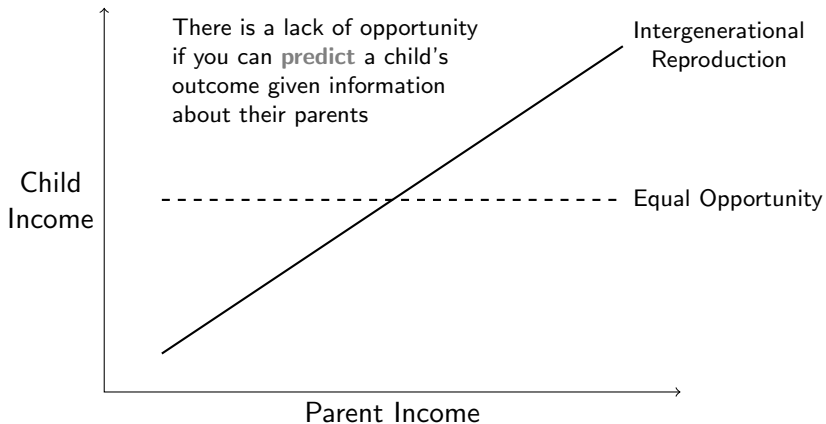 There is a lack of opportunity
if you can predict a child's
outcome given information
about their parents
Intergenerational
Reproduction
Child
Income
Equal Opportunity
Parent Income